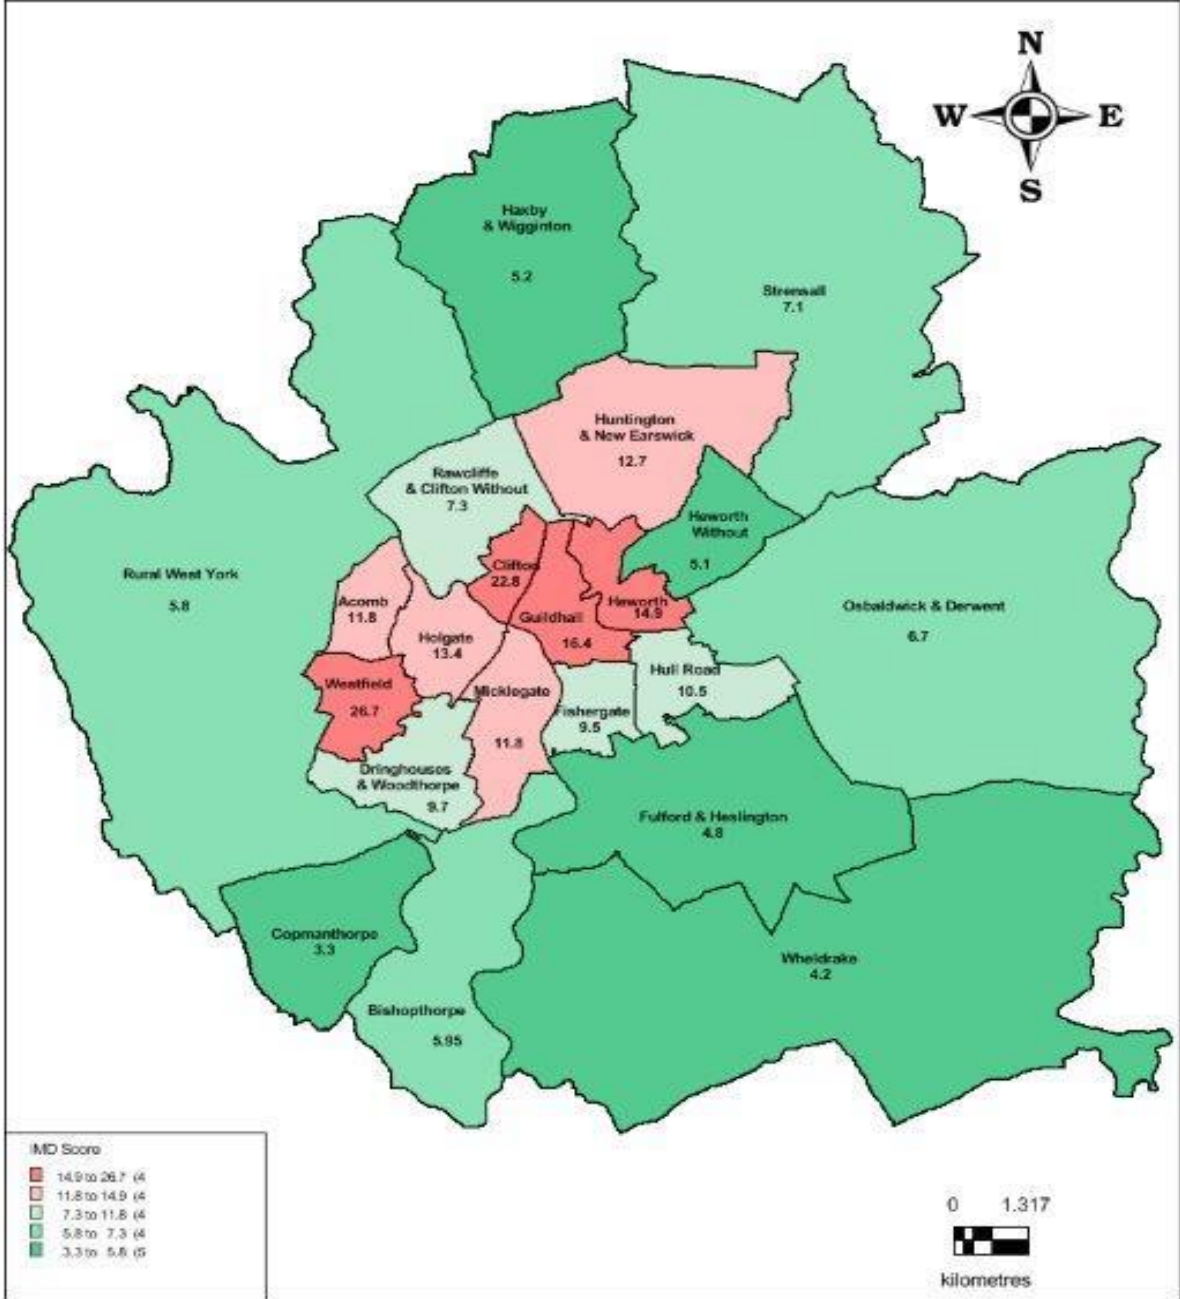 N
W E
S
Haxby
& Wigginton
5.2
Strensall
7.1
Huntington
& New Earswick
12.7
Rawcliffe
& Clifton Without
7.3
Heworth
Without
5.1
Rural West York
5.8
Clifton
22.8
Acomb
11.8
Guildhall
16.4
Heworth
14.9
Osbaldwick & Derwent
6.7
Holgate
13.4
Hull Road
10.5
Westfield
26.7
Micklegate
11.8
Fishergate
9.5
Dringhouses
& Woodthorpe
9.7
Fulford & Heslington
4.8
Copmanthorpe
3.3
Wheldrake
4.2
Bishopthorpe
5.95
IMD Score
14.9 to 26.7 (4
11.8 to 14.9 (4
7.3 to 11.8 (4
5.8 to 7.3 (4
3.3 to 5.8 (5
0 1.317
kilometres